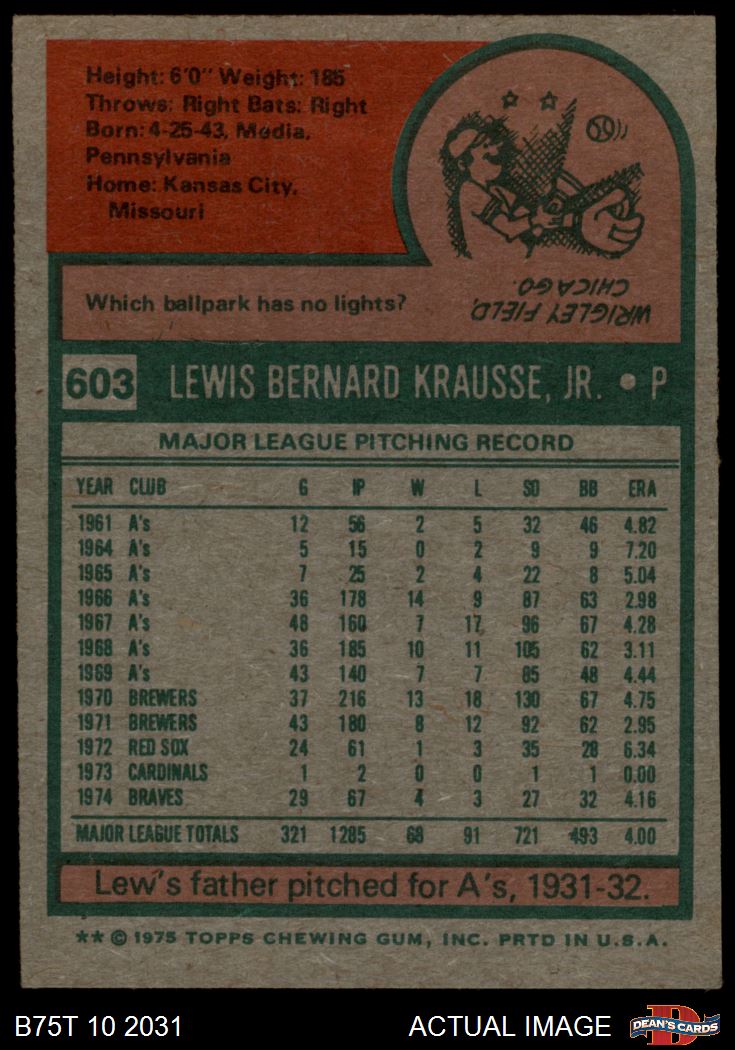 Height: 6'0" Weight: 185
Throws: Right Bats: Right
Born: 4-25-43, Media,
Pennsylvania
Home: Kansas City,
Missouri
Which ballpark has no lights?
WRIGLEY FIELD,
CHICAGO.
603 LEWIS BERNARD KRAUSSE, JR. • P
MAJOR LEAGUE PITCHING RECORD
YEAR CLUB G IP W L SO BB ERA
1961 A's 12 56 2 5 32 46 4.82
1964 A's 5 15 0 2 9 9 7.20
1965 A's 7 25 2 4 22 8 5.04
1966 A's 36 178 14 9 87 63 2.98
1967 A's 48 160 7 17 96 67 4.28
1968 A's 36 185 10 11 105 62 3.11
1969 A's 43 140 7 7 85 48 4.44
1970 BREWERS 37 216 13 18 130 67 4.75
1971 BREWERS 43 180 8 12 92 62 2.95
1972 RED SOX 24 61 1 3 35 28 6.34
1973 CARDINALS 1 2 0 0 1 1 0.00
1974 BRAVES 29 67 4 3 27 32 4.16
MAJOR LEAGUE TOTALS 321 1285 68 91 721 493 4.00
Lew's father pitched for A's, 1931-32.
** © 1975 TOPPS CHEWING GUM, INC. PRTD IN U.S.A.
B75T 10 2031 ACTUAL IMAGE DEAN'S CARDS